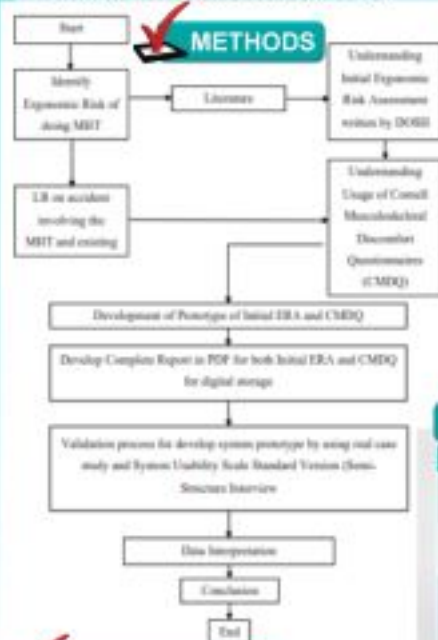 METHODS
Start
Identify
Ergonomic Risk of
doing MHT
Literature
Understanding
Initial Ergonomic
Risk Assessment
written by DOSH
LR on accident
involving the
MHT and existing
Understanding
Usage of Cornell
Musculoskeletal
Discomfort
Questionnaires
(CMDQ)
Development of Prototype of Initial ERA and CMDQ
Develop Complete Report in PDF for both Initial ERA and CMDQ
for digital storage
Validation process for develop system prototype by using real case
study and System Usability Scale Standard Version (Semi-
Structure Interview
Data Interpretation
Conclusion
End